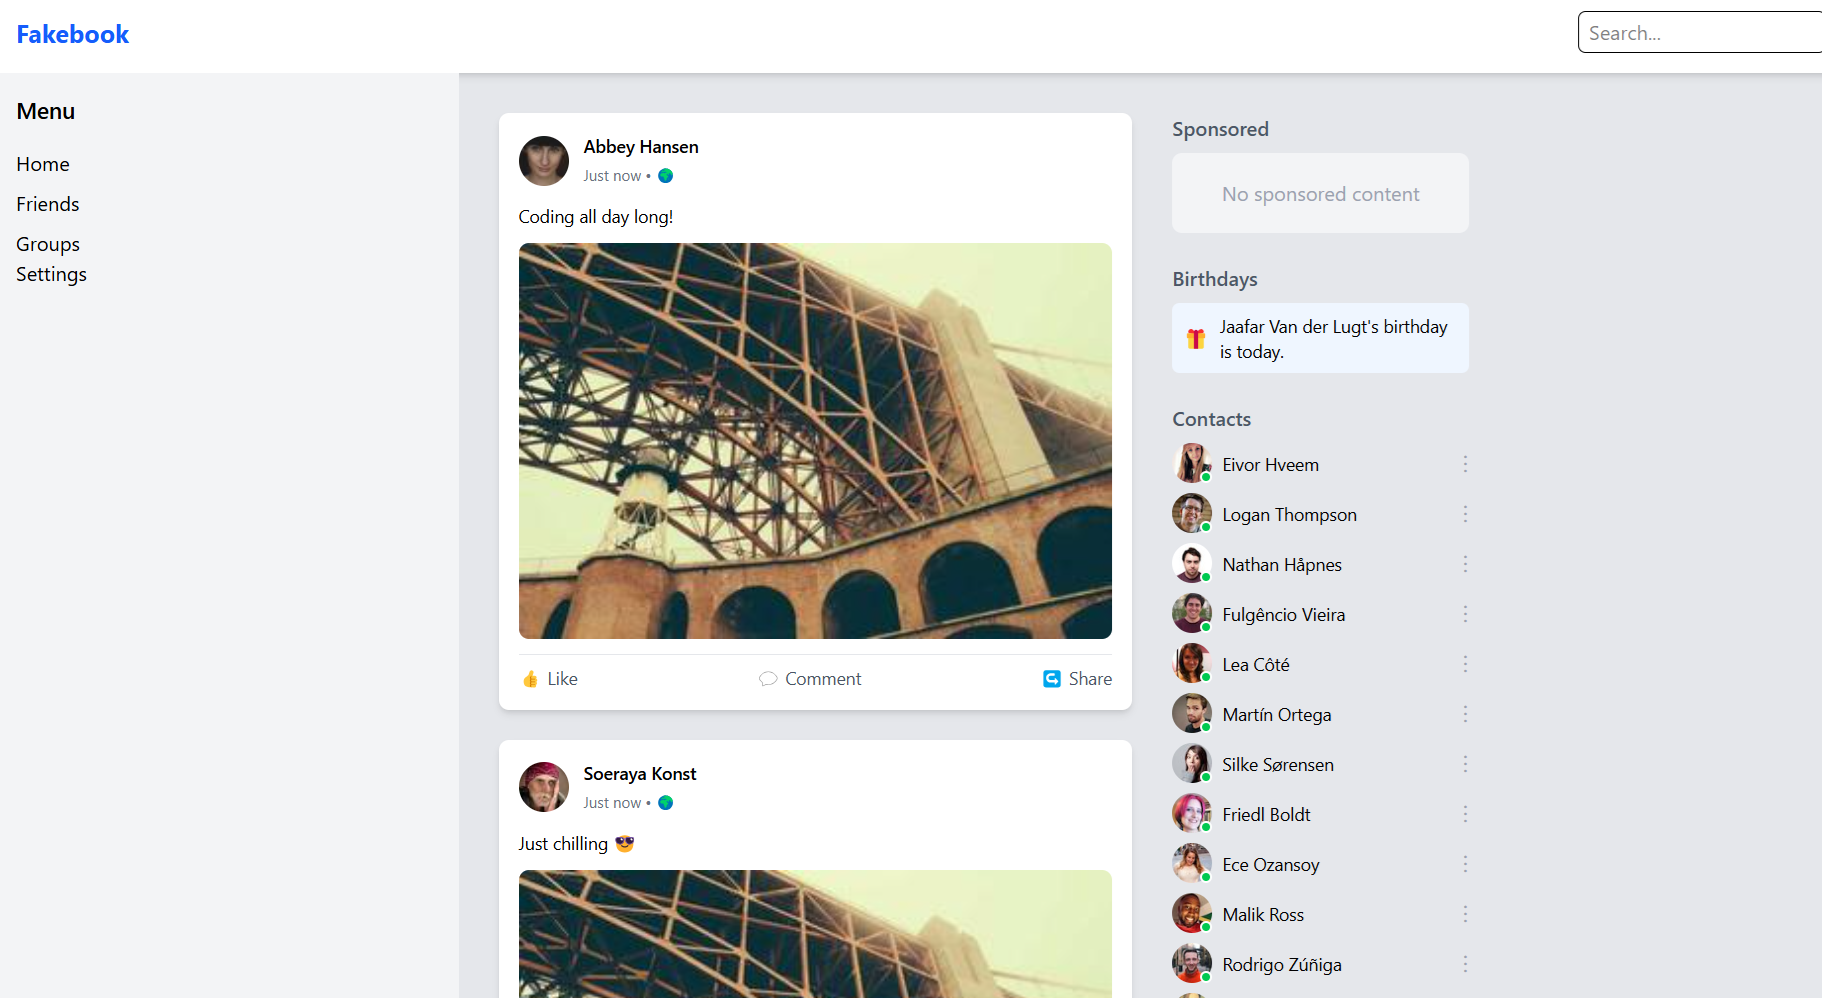 Fakebook
Search...
Menu
Home
Friends
Groups
Settings
Abbey Hansen
Just now •
Coding all day long!
Like
Comment
Share
Soeraya Konst
Just now •
Just chilling 😎
Sponsored
No sponsored content
Birthdays
Jaafar Van der Lugt's birthday
is today.
Contacts
Eivor Hveem
Logan Thompson
Nathan Håpnes
Fulgêncio Vieira
Lea Côté
Martín Ortega
Silke Sørensen
Friedl Boldt
Ece Ozansoy
Malik Ross
Rodrigo Zúñiga